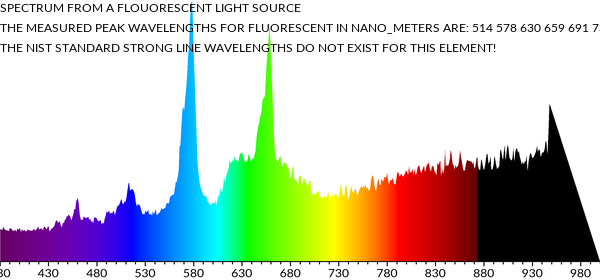 SPECTRUM FROM A FLOUORESCENT LIGHT SOURCE
THE MEASURED PEAK WAVELENGTHS FOR FLUORESCENT IN NANO_METERS ARE: 514 578 630 659 691 7
THE NIST STANDARD STRONG LINE WAVELENGTHS DO NOT EXIST FOR THIS ELEMENT!
30 430 480 530 580 630 680 730 780 830 880 930 980